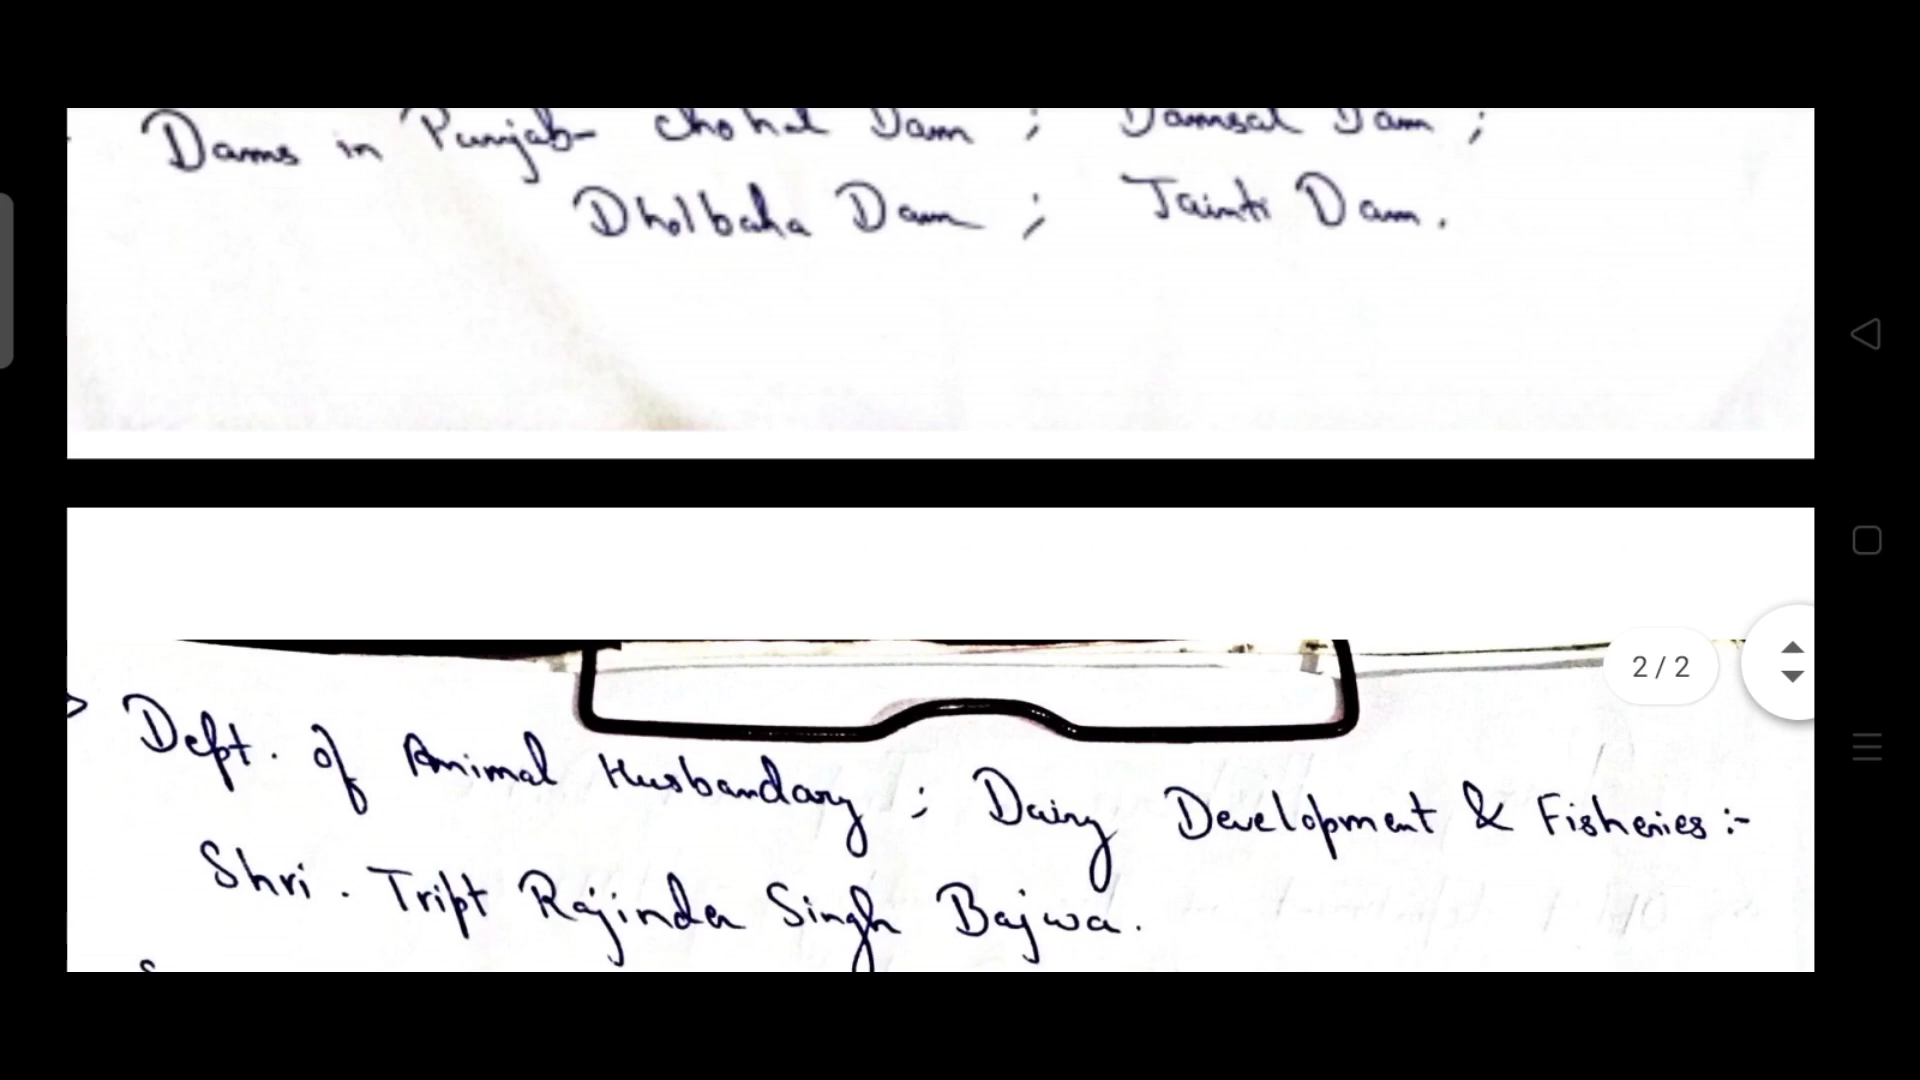 Dams in Punjab- Chohal Dam ; Damsal Dam ;
Dholbaha Dam ; Jainti Dam.
2 / 2
Dept. of Animal Husbandary ; Dairy Development & Fisheries :-
Shri. Tript Rajinder Singh Bajwa.